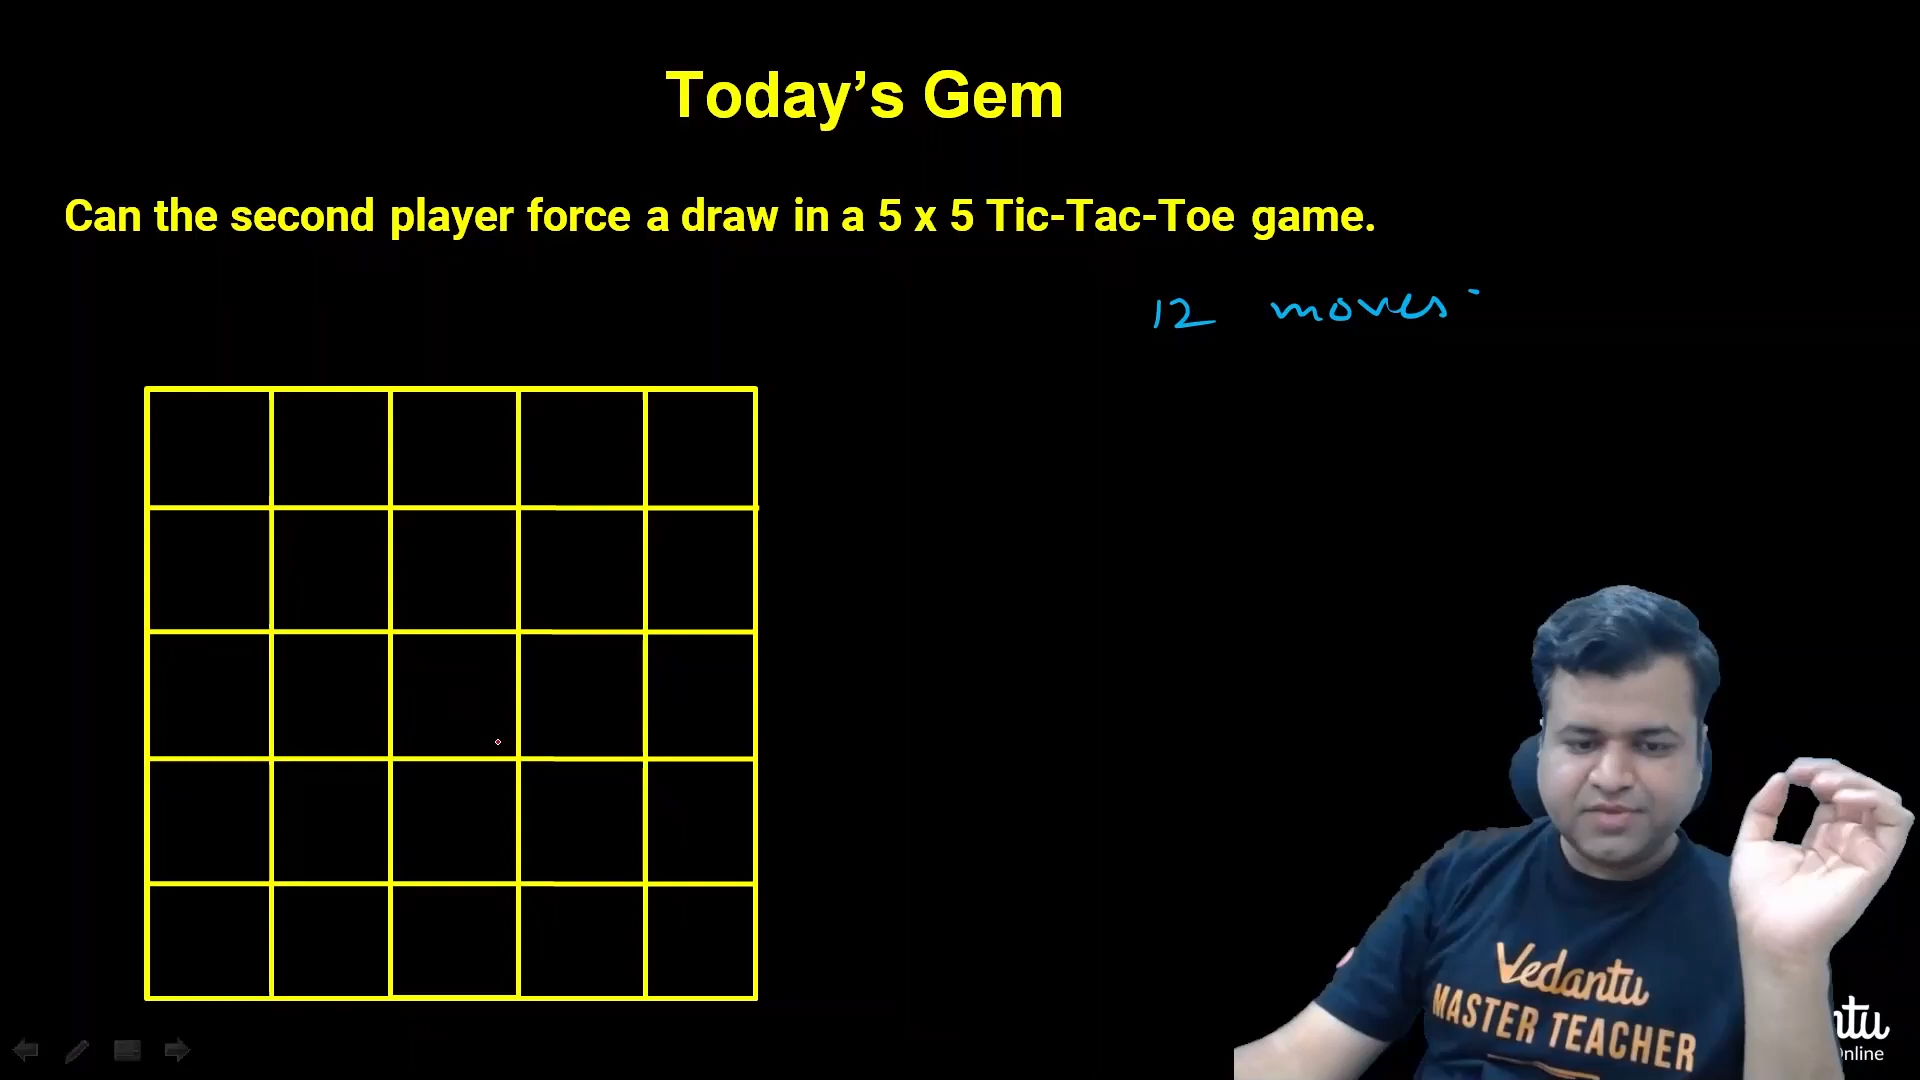 Today’s Gem
Can the second player force a draw in a 5 x 5 Tic-Tac-Toe game.
12 moves
Vedantu
MASTER TEACHER